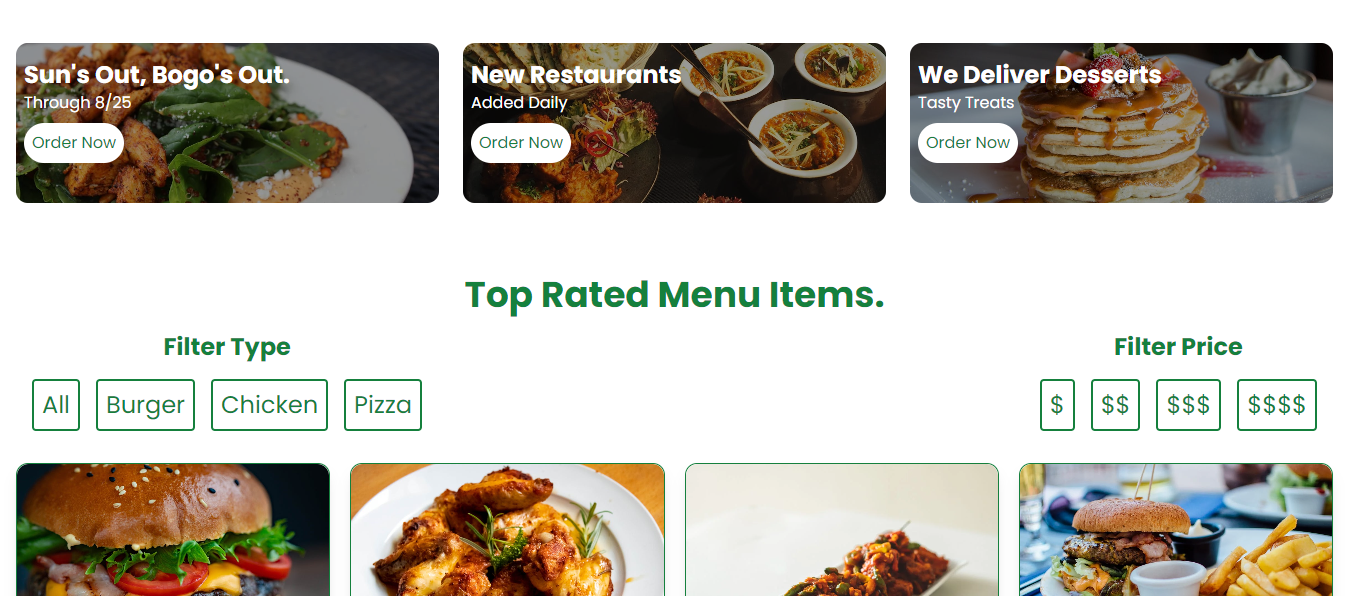 Sun's Out, Bogo's Out.
Through 8/25
Order Now
New Restaurants
Added Daily
Order Now
We Deliver Desserts
Tasty Treats
Order Now
Top Rated Menu Items.
Filter Type
All
Burger
Chicken
Pizza
Filter Price
$
$$
$$$
$$$$